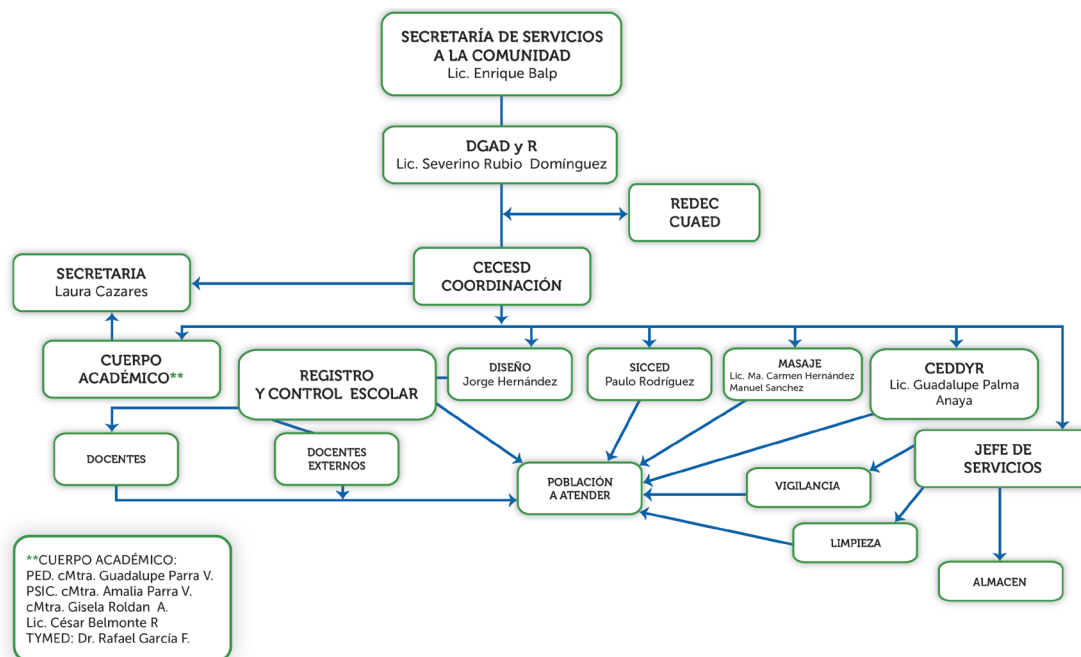 SECRETARÍA DE SERVICIOS
A LA COMUNIDAD
Lic. Enrique Balp
DGAD y R
Lic. Severino Rubio Domínguez
REDEC
CUAED
CECESD
COORDINACIÓN
SECRETARIA
Laura Cazares
CUERPO
ACADÉMICO**
REGISTRO
Y CONTROL ESCOLAR
DISEÑO
Jorge Hernández
SICCED
Paulo Rodríguez
MASAJE
Lic. Ma. Carmen Hernández
Manuel Sanchez
CEDDYR
Lic. Guadalupe Palma
Anaya
DOCENTES
DOCENTES
EXTERNOS
POBLACIÓN
A ATENDER
VIGILANCIA
JEFE DE
SERVICIOS
LIMPIEZA
ALMACEN
**CUERPO ACADÉMICO:
PED. cMtra. Guadalupe Parra V.
PSIC. cMtra. Amalia Parra V.
cMtra. Gisela Roldan A.
Lic. César Belmonte R
TYMED: Dr. Rafael García F.